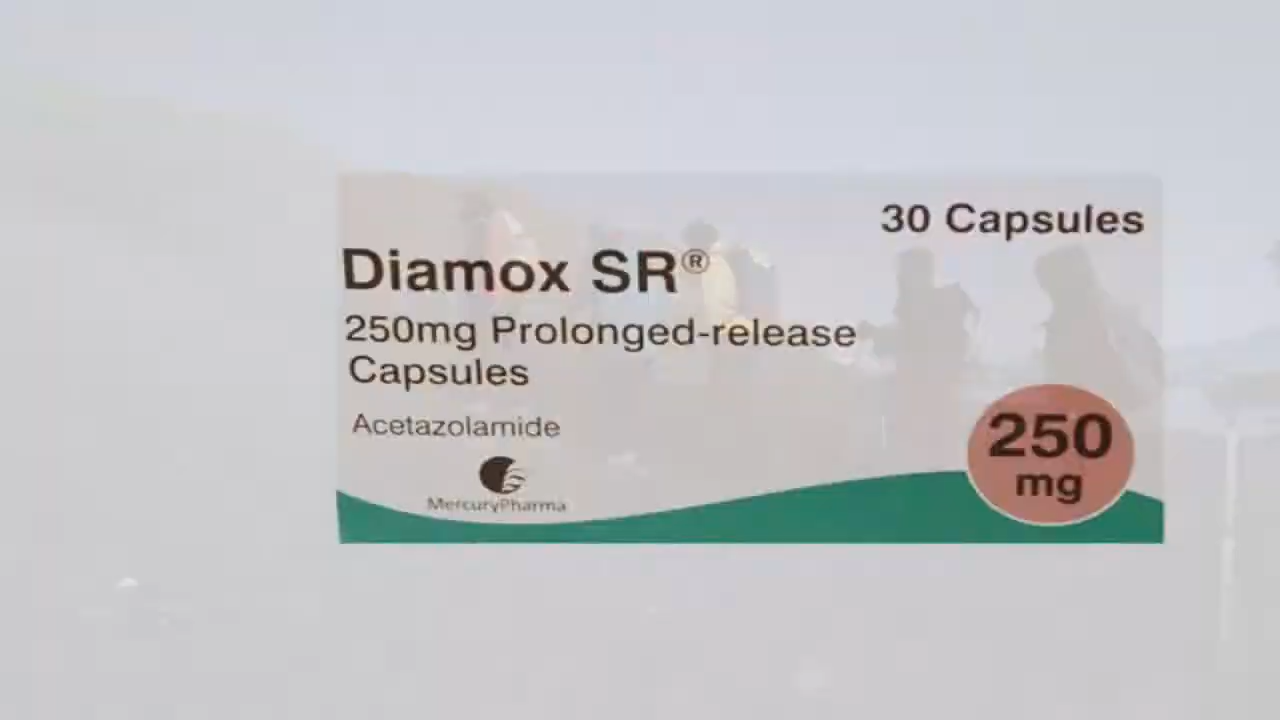 30 Capsules
Diamox SR®
250mg Prolonged-release
Capsules
Acetazolamide
MercuryPharma
250
mg